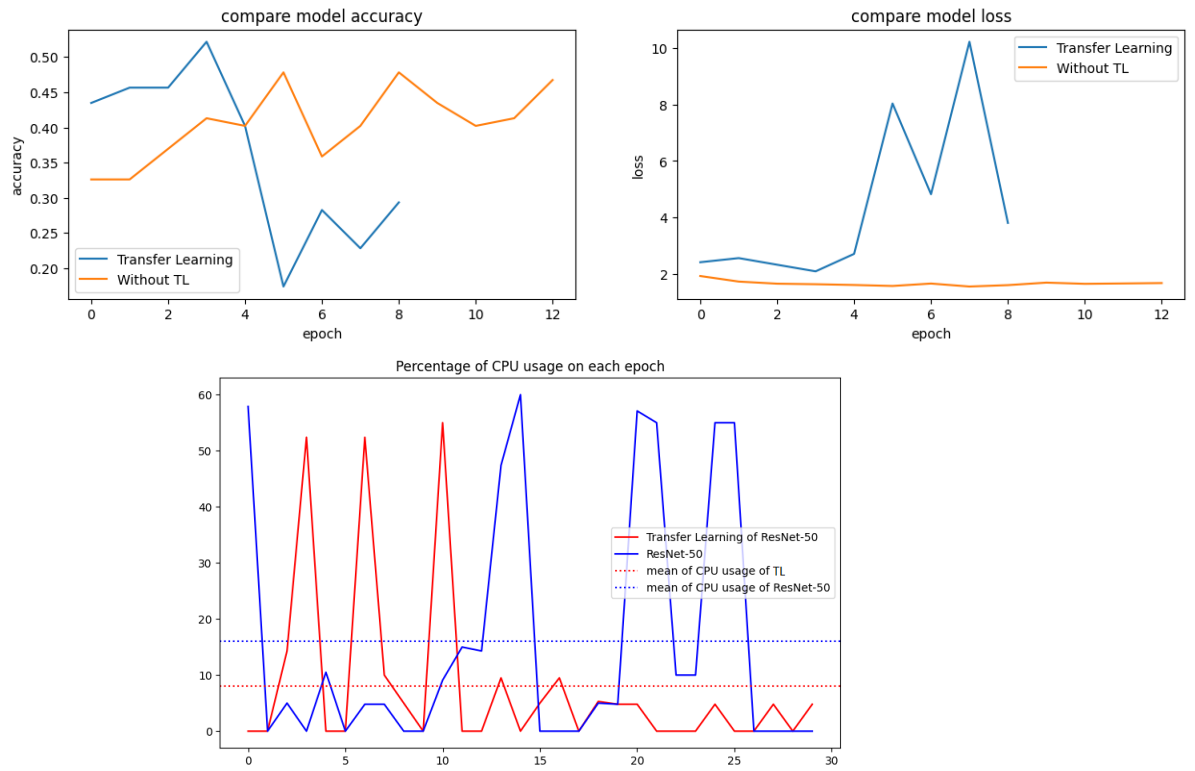 compare model accuracy
0.50
0.45
0.40
0.35
0.30
0.25
0.20
accuracy
Transfer Learning
Without TL
0 2 4 6 8 10 12
epoch
compare model loss
10
8
6
4
2
loss
Transfer Learning
Without TL
0 2 4 6 8 10 12
epoch
Percentage of CPU usage on each epoch
60
50
40
30
20
10
0
Transfer Learning of ResNet-50
ResNet-50
mean of CPU usage of TL
mean of CPU usage of ResNet-50
0 5 10 15 20 25 30